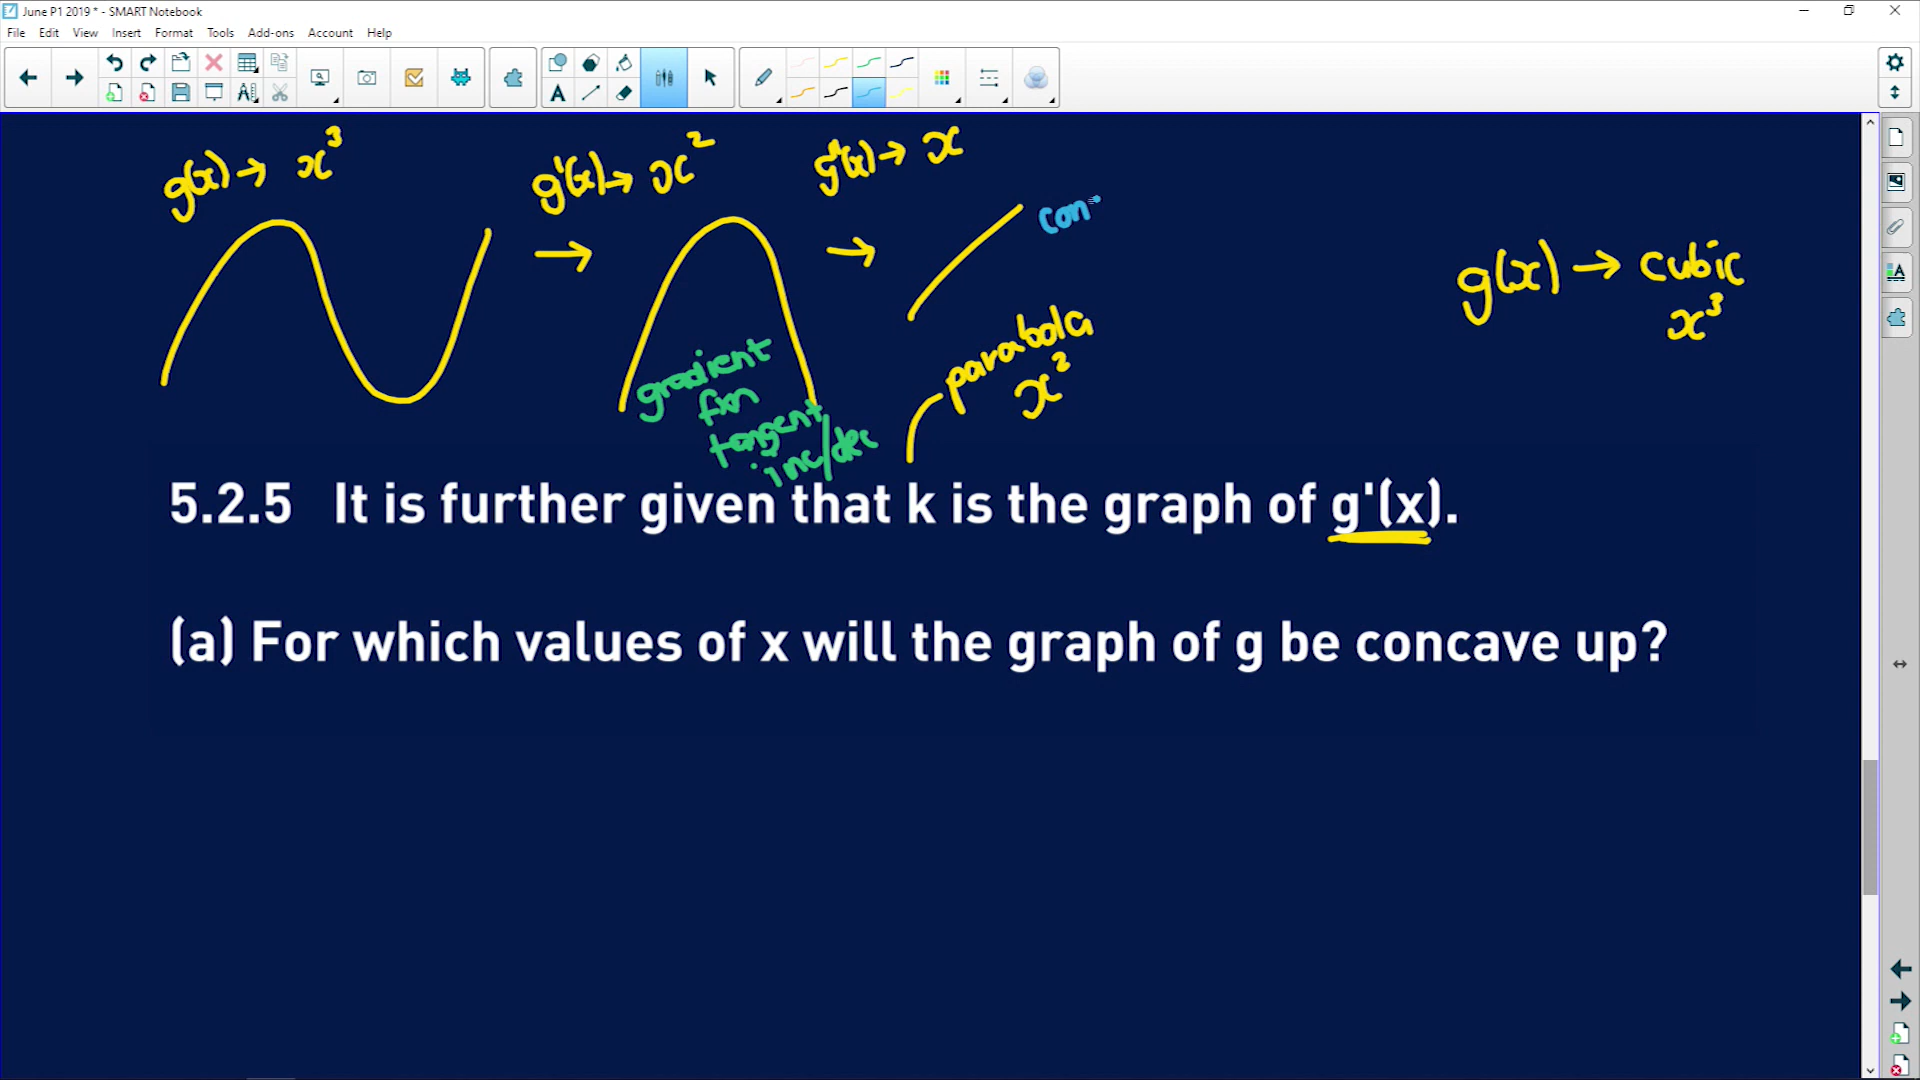 June P1 2019 * - SMART Notebook
File Edit View Insert Format Tools Add-ons Account Help
g(x) → x³
g'(x) → x²
g"(x) → x
con
g(x) → cubic
x³
parabola
x²
gradient
fxn
tangent
inc/dec
5.2.5 It is further given that k is the graph of g'(x).
(a) For which values of x will the graph of g be concave up?